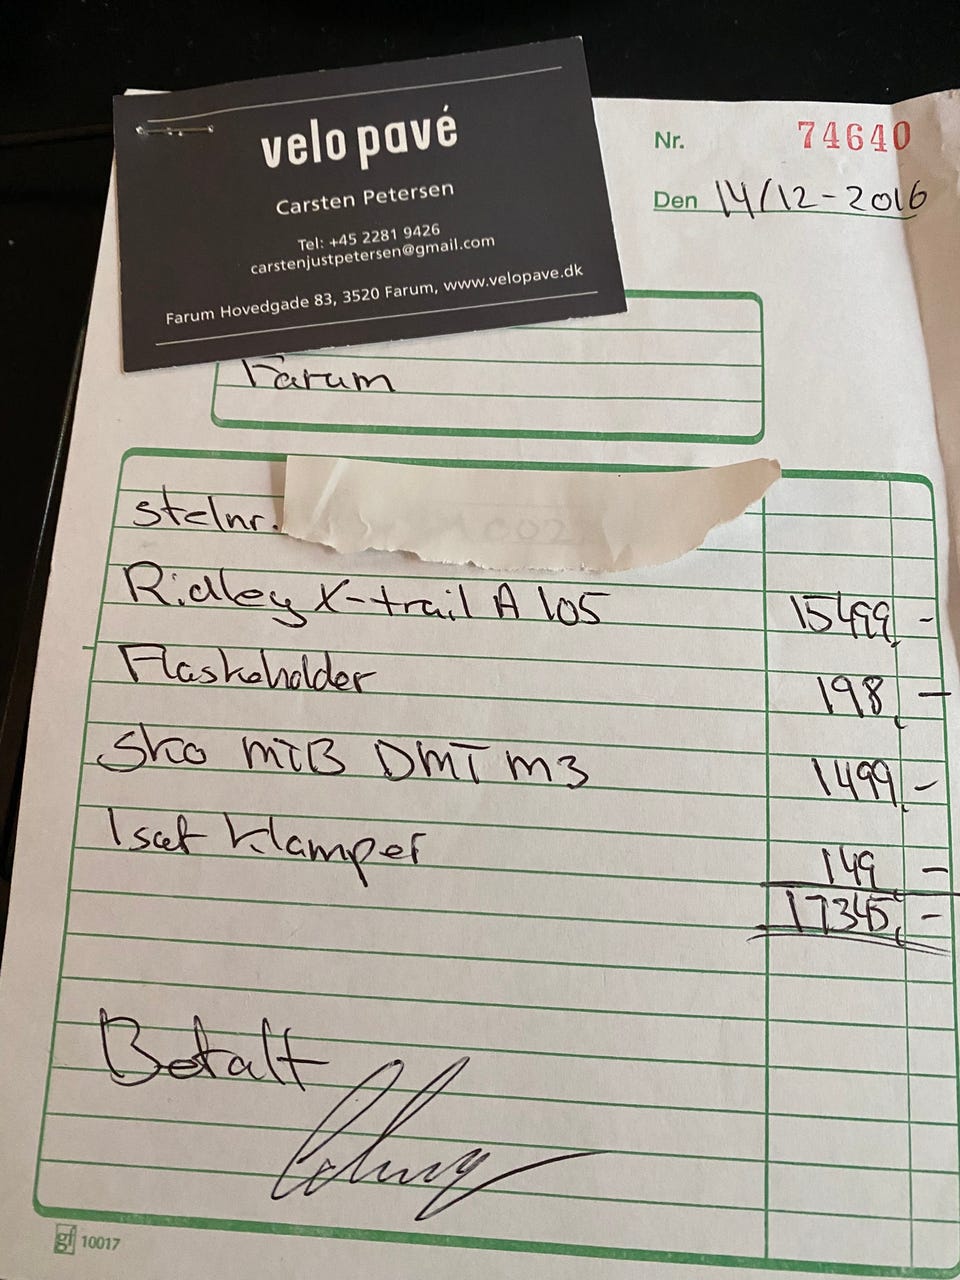 velo pavé
Carsten Petersen
Tel: +45 2281 9426
carstenjustpetersen@gmail.com
Farum Hovedgade 83, 3520 Farum, www.velopave.dk
Nr. 74640
Den 14/12-2016
Farum
stelnr.
Ridley X-trail A 105 15499,-
Flaskeholder 198,-
Sko MTB DMT M3 1499,-
1 sæt klamper 149,-
17345,-
Betalt
gf 10017